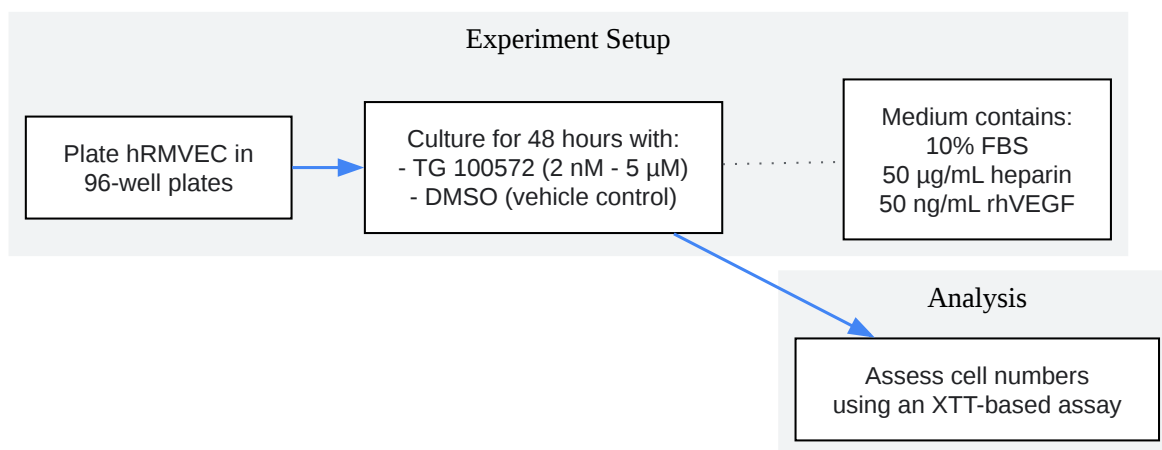 Experiment Setup
Plate hRMVEC in
96-well plates
Culture for 48 hours with:
- TG 100572 (2 nM - 5 µM)
- DMSO (vehicle control)
Medium contains:
10% FBS
50 µg/mL heparin
50 ng/mL rhVEGF
Analysis
Assess cell numbers
using an XTT-based assay